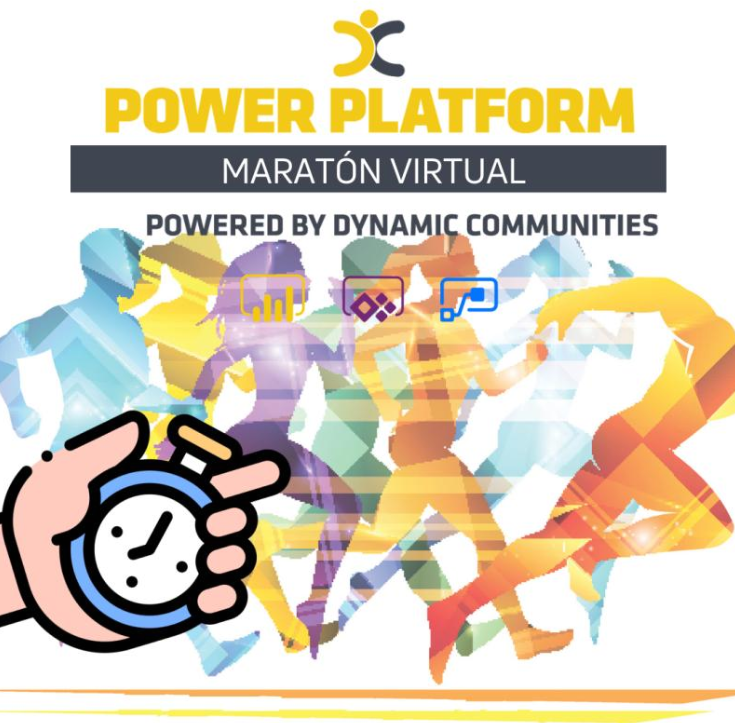 POWER PLATFORM
MARATÓN VIRTUAL
POWERED BY DYNAMIC COMMUNITIES